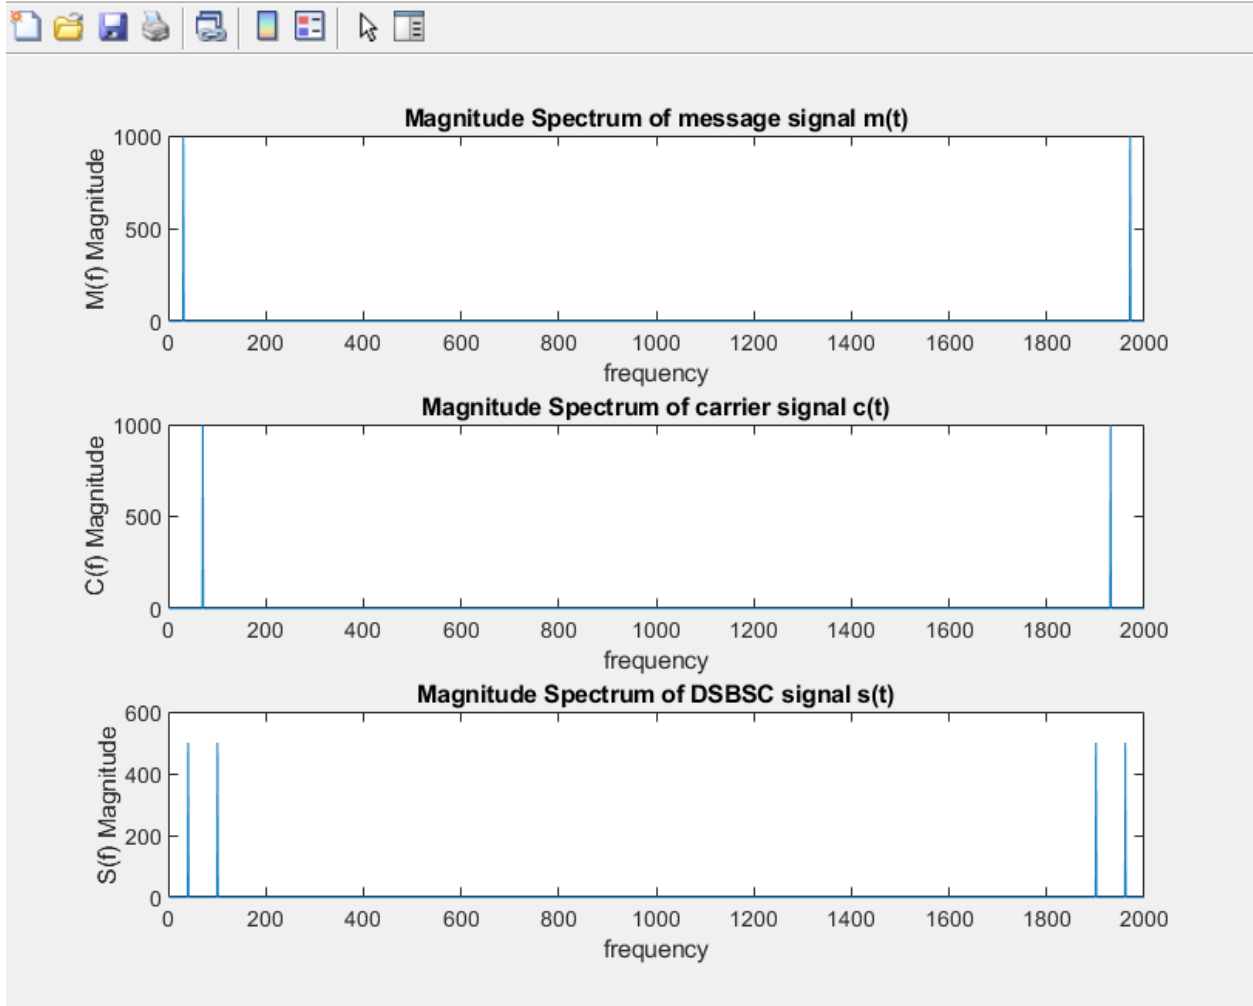 Magnitude Spectrum of message signal m(t)
1000
500
0
M(f) Magnitude
0 200 400 600 800 1000 1200 1400 1600 1800 2000
frequency
Magnitude Spectrum of carrier signal c(t)
1000
500
0
C(f) Magnitude
0 200 400 600 800 1000 1200 1400 1600 1800 2000
frequency
Magnitude Spectrum of DSBSC signal s(t)
600
400
200
0
S(f) Magnitude
0 200 400 600 800 1000 1200 1400 1600 1800 2000
frequency